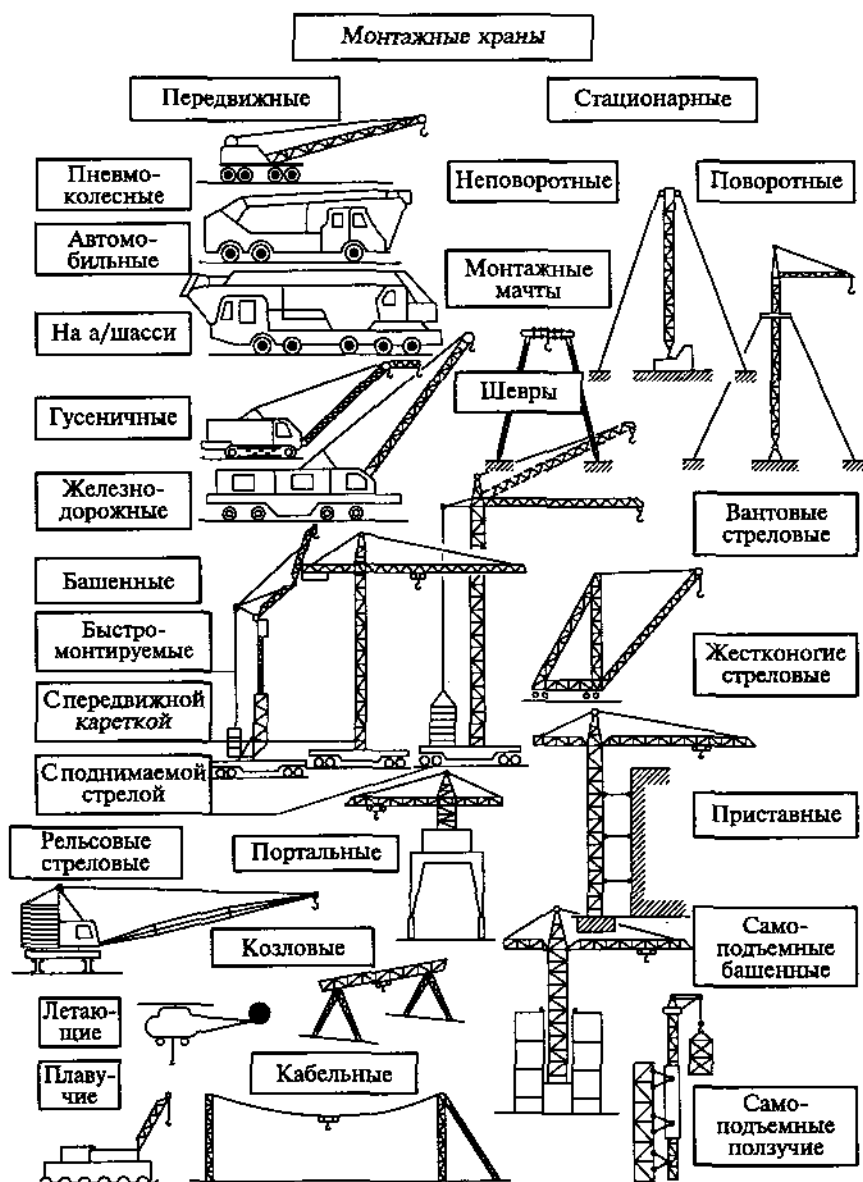 Монтажные краны
Передвижные
Стационарные
Пневмо-
колесные
Неповоротные
Поворотные
Автомо-
бильные
Монтажные
мачты
На а/шасси
Шевры
Гусеничные
Железно-
дорожные
Вантовые
стреловые
Башенные
Быстро-
монтируемые
Жестконогие
стреловые
С передвижной
кареткой
С поднимаемой
стрелой
Приставные
Рельсовые
стреловые
Портальные
Козловые
Само-
подъемные
башенные
Летаю-
щие
Плаву-
чие
Кабельные
Само-
подъемные
ползучие